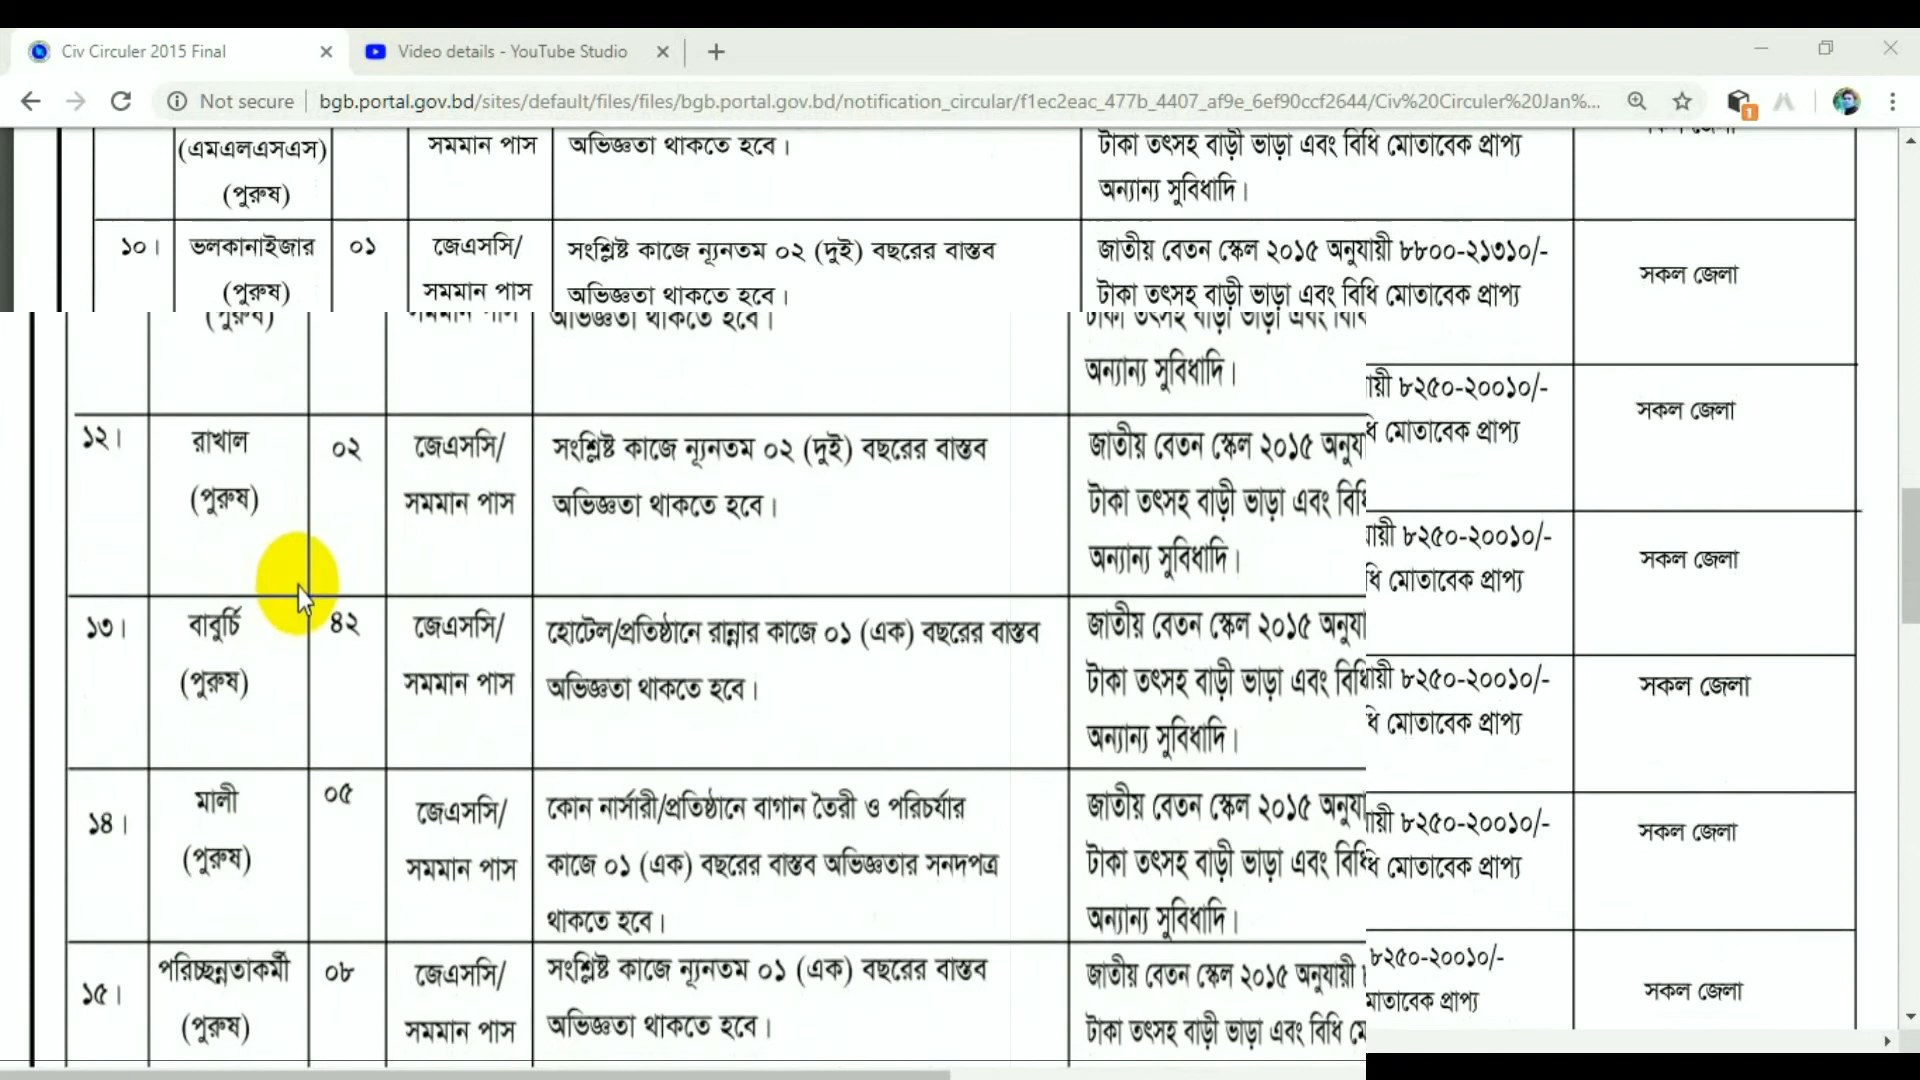 Civ Circuler 2015 Final
Video details - YouTube Studio
Not secure
bgb.portal.gov.bd/sites/default/files/files/bgb.portal.gov.bd/notification_circular/f1ec2eac_477b_4407_af9e_6ef90ccf2644/Civ%20Circuler%20Jan%...
1
(এমএলএসএস) সমমান পাস অভিজ্ঞতা থাকতে হবে। টাকা তৎসহ বাড়ী ভাড়া এবং বিধি মোতাবেক প্রাপ্য
(পুরুষ) অন্যান্য সুবিধাদি।
১০। ভলকানাইজার ০১ জেএসসি/ সংশ্লিষ্ট কাজে ন্যূনতম ০২ (দুই) বছরের বাস্তব জাতীয় বেতন স্কেল ২০১৫ অনুযায়ী ৮৮০০-২১৩১০/- সকল জেলা
(পুরুষ) সমমান পাস অভিজ্ঞতা থাকতে হবে। টাকা তৎসহ বাড়ী ভাড়া এবং বিধি মোতাবেক প্রাপ্য
(পুরুষ) সমমান পাস অভিজ্ঞতা থাকতে হবে। টাকা তৎসহ বাড়ী ভাড়া এবং
অন্যান্য সুবিধাদি। ৮২৫০-২০০১০/- সকল জেলা
১২। রাখাল ০২ জেএসসি/ সংশ্লিষ্ট কাজে ন্যূনতম ০২ (দুই) বছরের বাস্তব জাতীয় বেতন স্কেল ২০১৫ মোতাবেক প্রাপ্য
(পুরুষ) সমমান পাস অভিজ্ঞতা থাকতে হবে। টাকা তৎসহ বাড়ী ভাড়া এবং ৮২৫০-২০০১০/-
অন্যান্য সুবিধাদি। মোতাবেক প্রাপ্য সকল জেলা
১৩। বাবুর্চি ৪২ জেএসসি/ হোটেল/প্রতিষ্ঠানে রান্নার কাজে ০১ (এক) বছরের বাস্তব জাতীয় বেতন স্কেল ২০১৫
(পুরুষ) সমমান পাস অভিজ্ঞতা থাকতে হবে। টাকা তৎসহ বাড়ী ভাড়া এবং ৮২৫০-২০০১০/- সকল জেলা
অন্যান্য সুবিধাদি। মোতাবেক প্রাপ্য
১৪। মালী ০৫ জেএসসি/ কোন নার্সারী/প্রতিষ্ঠানে বাগান তৈরী ও পরিচর্যার জাতীয় বেতন স্কেল ২০১৫ ৮২৫০-২০০১০/- সকল জেলা
(পুরুষ) সমমান পাস কাজে ০১ (এক) বছরের বাস্তব অভিজ্ঞতার সনদপত্র টাকা তৎসহ বাড়ী ভাড়া এবং মোতাবেক প্রাপ্য
থাকতে হবে। অন্যান্য সুবিধাদি।
১৫। পরিচ্ছন্নতাকর্মী ০৮ জেএসসি/ সংশ্লিষ্ট কাজে ন্যূনতম ০১ (এক) বছরের বাস্তব জাতীয় বেতন স্কেল ২০১৫ অনুযায়ী ৮২৫০-২০০১০/- সকল জেলা
(পুরুষ) সমমান পাস অভিজ্ঞতা থাকতে হবে। টাকা তৎসহ বাড়ী ভাড়া এবং বিধি মোতাবেক প্রাপ্য